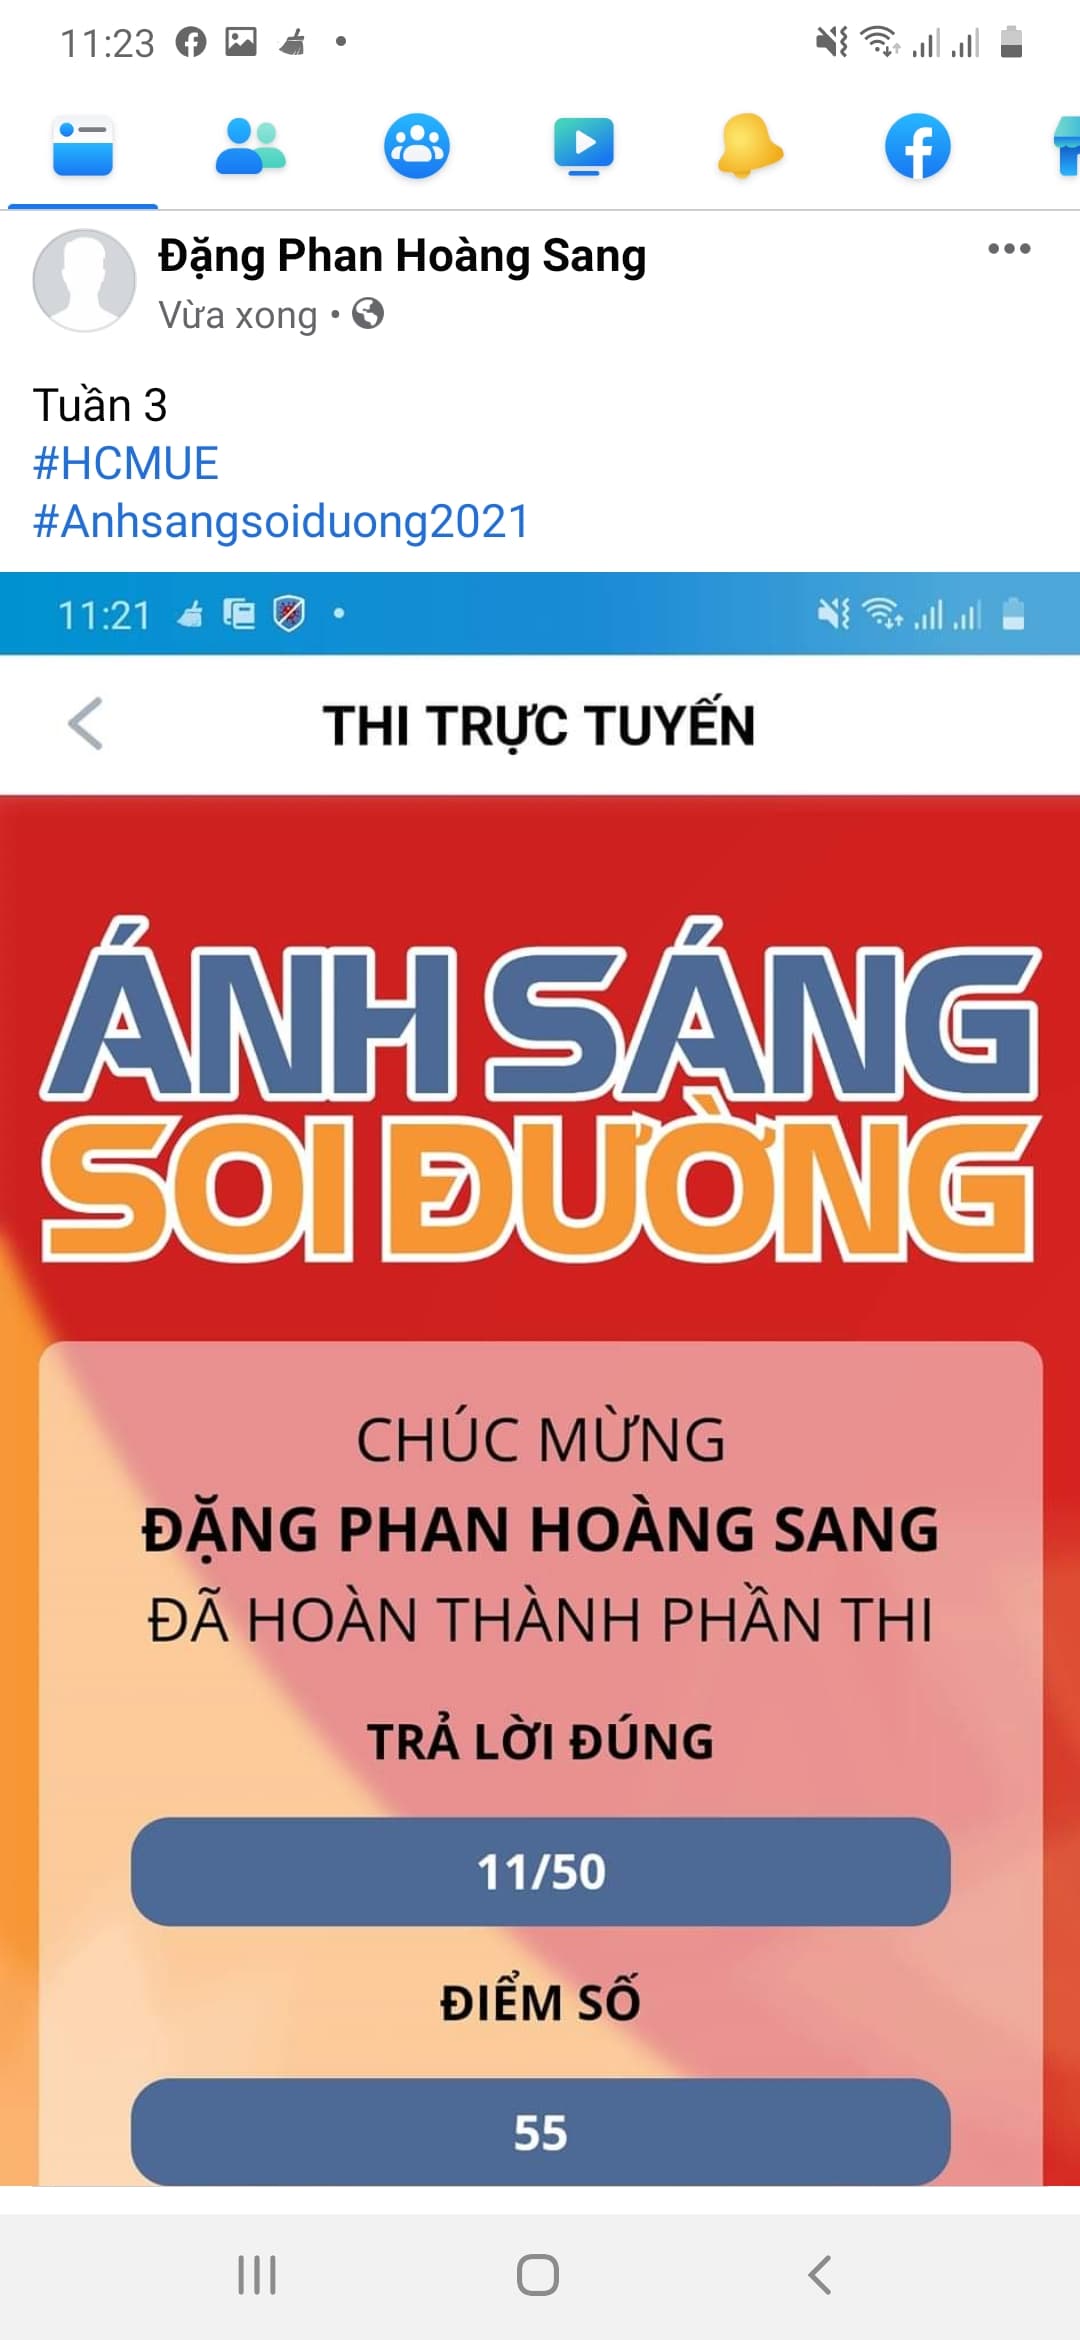 11:23
Đặng Phan Hoàng Sang
Vừa xong •
Tuần 3
#HCMUE
#Anhsangsoiduong2021
11:21
THI TRỰC TUYẾN
ÁNH SÁNG
SOI ĐƯỜNG
CHÚC MỪNG
ĐẶNG PHAN HOÀNG SANG
ĐÃ HOÀN THÀNH PHẦN THI
TRẢ LỜI ĐÚNG
11/50
ĐIỂM SỐ
55